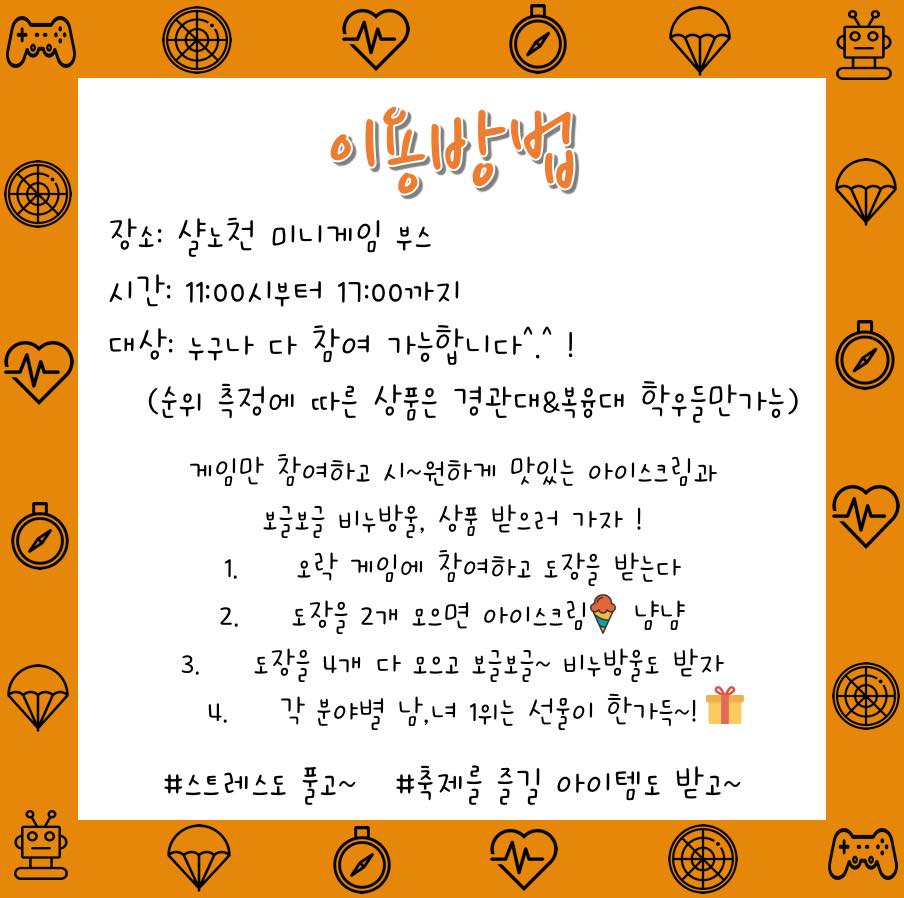 이용방법
장소: 샬노천 미니게임 부스
시간: 11:00시부터 17:00까지
대상: 누구나 다 참여 가능합니다^.^ !
(순위 측정에 따른 상품은 경관대&복융대 학우들만가능)
게임만 참여하고 시~원하게 맛있는 아이스크림과
보글보글 비누방울, 상품 받으러 가자 !
1. 오락 게임에 참여하고 도장을 받는다
2. 도장을 2개 모으면 아이스크림 냠냠
3. 도장을 4개 다 모으고 보글보글~ 비누방울도 받자
4. 각 분야별 남,녀 1위는 선물이 한가득~!
#스트레스도 풀고~ #축제를 즐길 아이템도 받고~